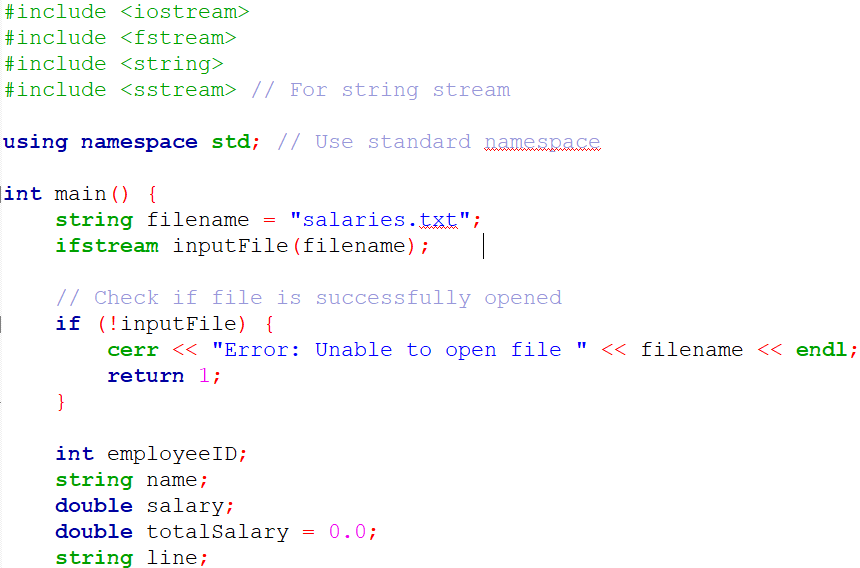 #include <iostream>
#include <fstream>
#include <string>
#include <sstream> // For string stream
using namespace std; // Use standard namespace
int main() {
string filename = "salaries.txt";
ifstream inputFile(filename);
// Check if file is successfully opened
if (!inputFile) {
cerr << "Error: Unable to open file " << filename << endl;
return 1;
}
int employeeID;
string name;
double salary;
double totalSalary = 0.0;
string line;